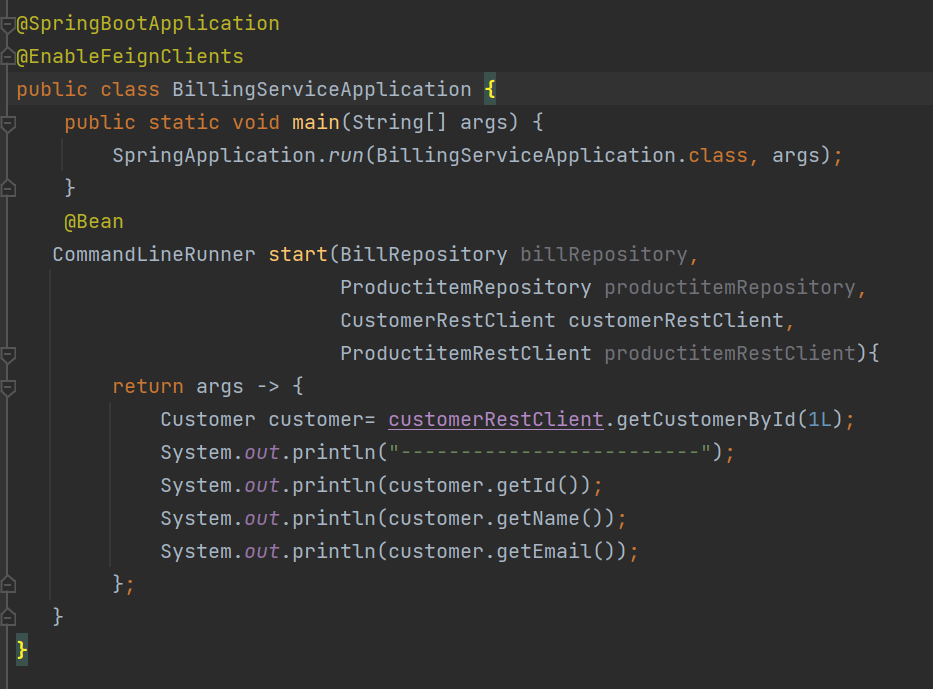 @SpringBootApplication
@EnableFeignClients
public class BillingServiceApplication {
    public static void main(String[] args) {
        SpringApplication.run(BillingServiceApplication.class, args);
    }
    @Bean
   CommandLineRunner start(BillRepository billRepository,
                           ProductitemRepository productitemRepository,
                           CustomerRestClient customerRestClient,
                           ProductitemRestClient productitemRestClient){
        return args -> {
            Customer customer= customerRestClient.getCustomerById(1L);
            System.out.println("-------------------------");
            System.out.println(customer.getId());
            System.out.println(customer.getName());
            System.out.println(customer.getEmail());
        };
   }
}